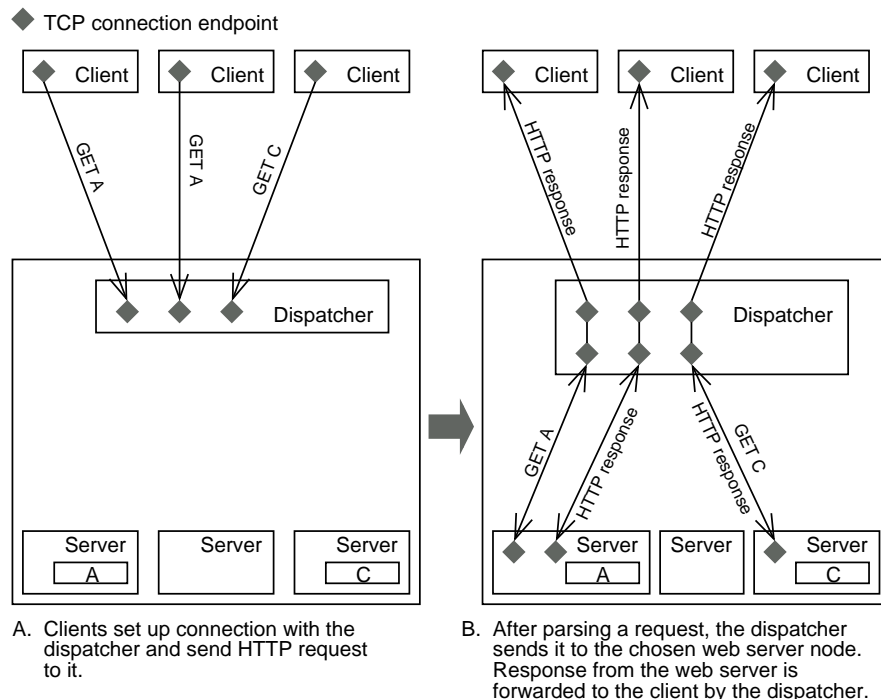 TCP connection endpoint
Client
Client
Client
GET A
GET A
GET C
Dispatcher
Server
A
Server
Server
C
A. Clients set up connection with the
dispatcher and send HTTP request
to it.
Client
Client
Client
HTTP response
HTTP response
HTTP response
Dispatcher
GET A
HTTP response
GET C
HTTP response
Server
A
Server
Server
C
B. After parsing a request, the dispatcher
sends it to the chosen web server node.
Response from the web server is
forwarded to the client by the dispatcher.